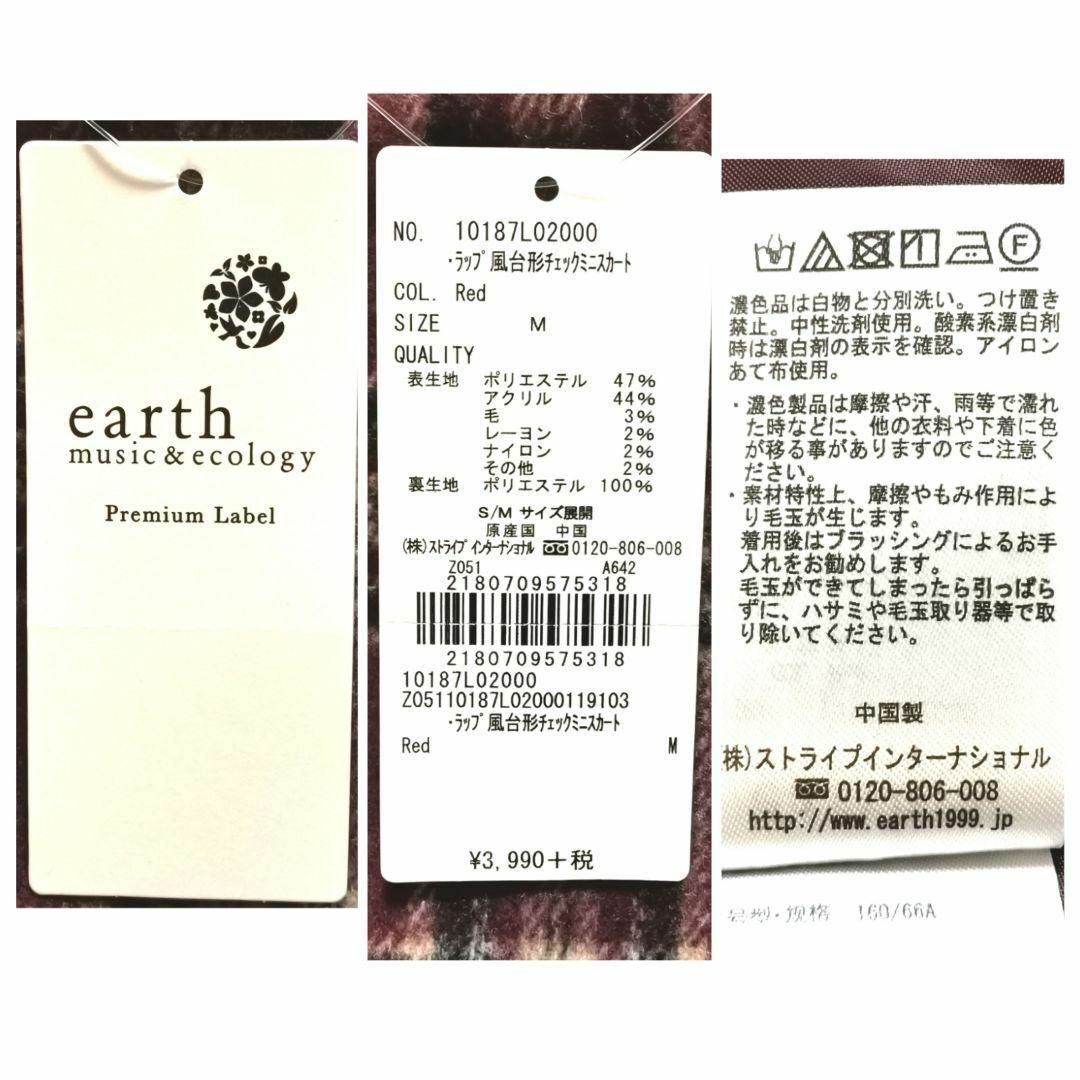 earth
music & ecology
Premium Label
NO. 10187L02000
・ラップ風台形チェックミニスカート
COL. Red
SIZE M
QUALITY
表生地 ポリエステル 47%
アクリル 44%
毛 3%
レーヨン 2%
ナイロン 2%
その他 2%
裏生地 ポリエステル 100%
S/M サイズ展開
原産国 中国
(株)ストライプインターナショナル 0120-806-008
Z051 A642
2180709575318
2180709575318
10187L02000
Z05110187L02000119103
・ラップ風台形チェックミニスカート
Red M
¥3,990+税
F
濃色品は白物と分別洗い。つけ置き
禁止。中性洗剤使用。酸素系漂白剤
時は漂白剤の表示を確認。アイロン
あて布使用。
・濃色製品は摩擦や汗、雨等で濡れ
た時などに、他の衣料や下着に色
が移る事がありますのでご注意く
ださい。
・素材特性上、摩擦やもみ作用によ
り毛玉が生じます。
着用後はブラッシングによるお手
入れをお勧めします。
毛玉ができてしまったら引っぱら
ずに、ハサミや毛玉取り器等で取
り除いてください。
中国製
株)ストライプインターナショナル
0120-806-008
http://www.earth1999.jp
号型・规格 160/66A